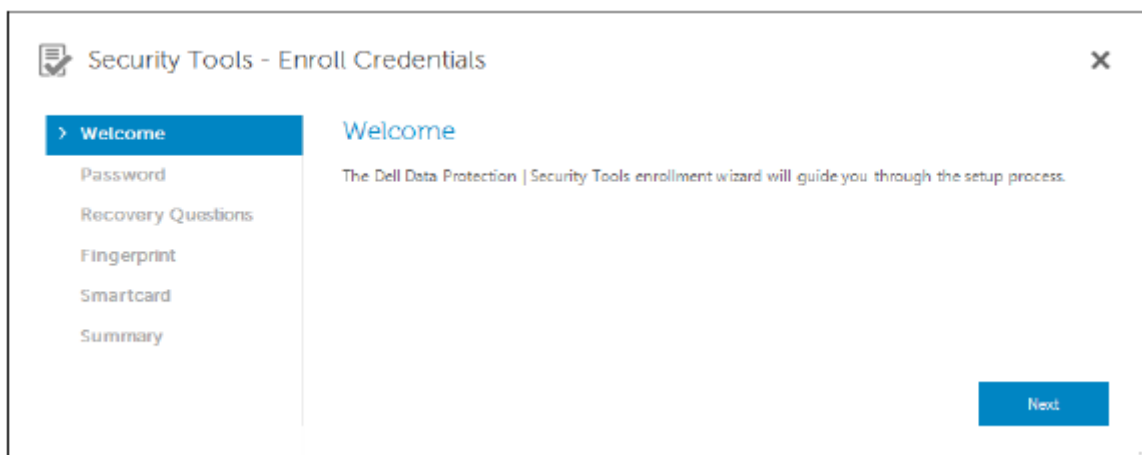 Security Tools - Enroll Credentials
Welcome
Password
Recovery Questions
Fingerprint
Smartcard
Summary
Welcome
The Dell Data Protection | Security Tools enrollment wizard will guide you through the setup process.
Next